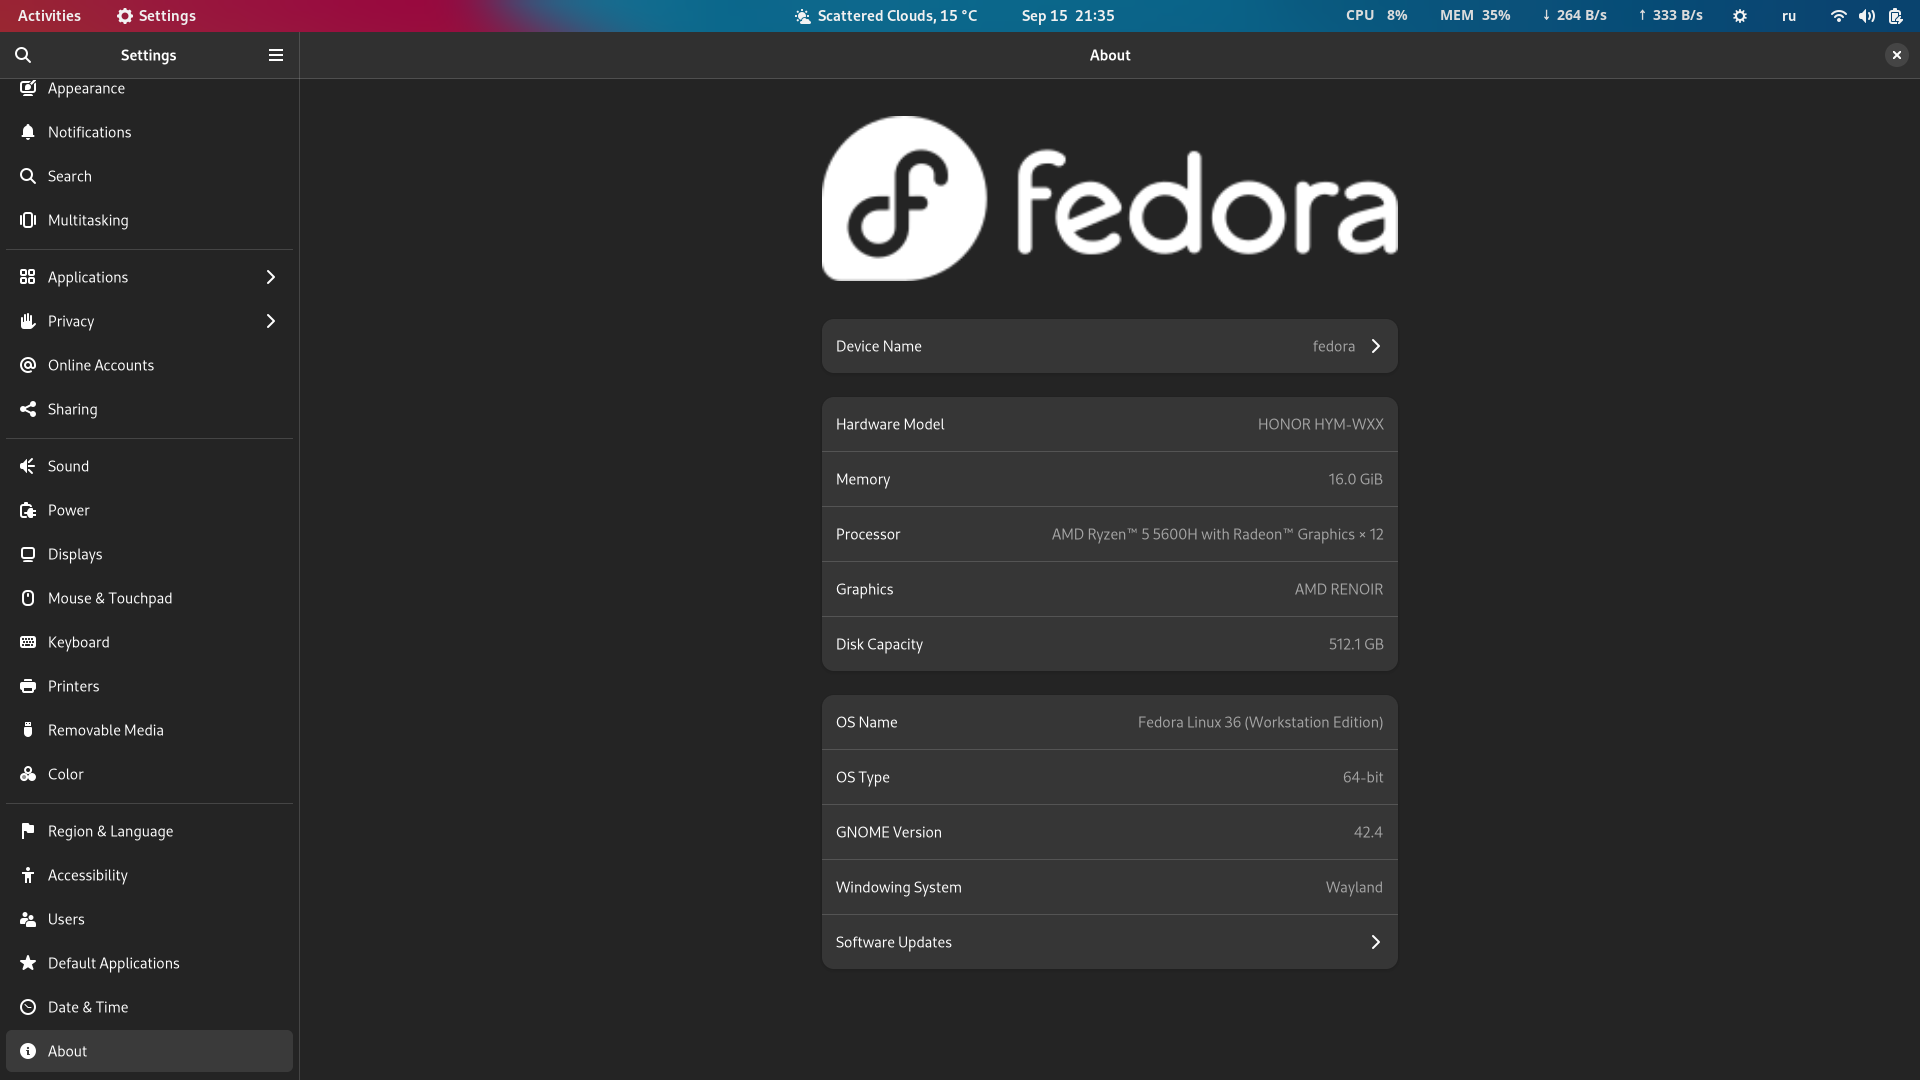 Activities Settings Scattered Clouds, 15 °C Sep 15 21:35 CPU 8% MEM 35% ↓ 264 B/s ↑ 333 B/s ru
Settings
About
Appearance
Notifications
Search
Multitasking
Applications
Privacy
Online Accounts
Sharing
Sound
Power
Displays
Mouse & Touchpad
Keyboard
Printers
Removable Media
Color
Region & Language
Accessibility
Users
Default Applications
Date & Time
About
fedora
Device Name fedora
Hardware Model HONOR HYM-WXX
Memory 16.0 GiB
Processor AMD Ryzen™ 5 5600H with Radeon™ Graphics × 12
Graphics AMD RENOIR
Disk Capacity 512.1 GB
OS Name Fedora Linux 36 (Workstation Edition)
OS Type 64-bit
GNOME Version 42.4
Windowing System Wayland
Software Updates